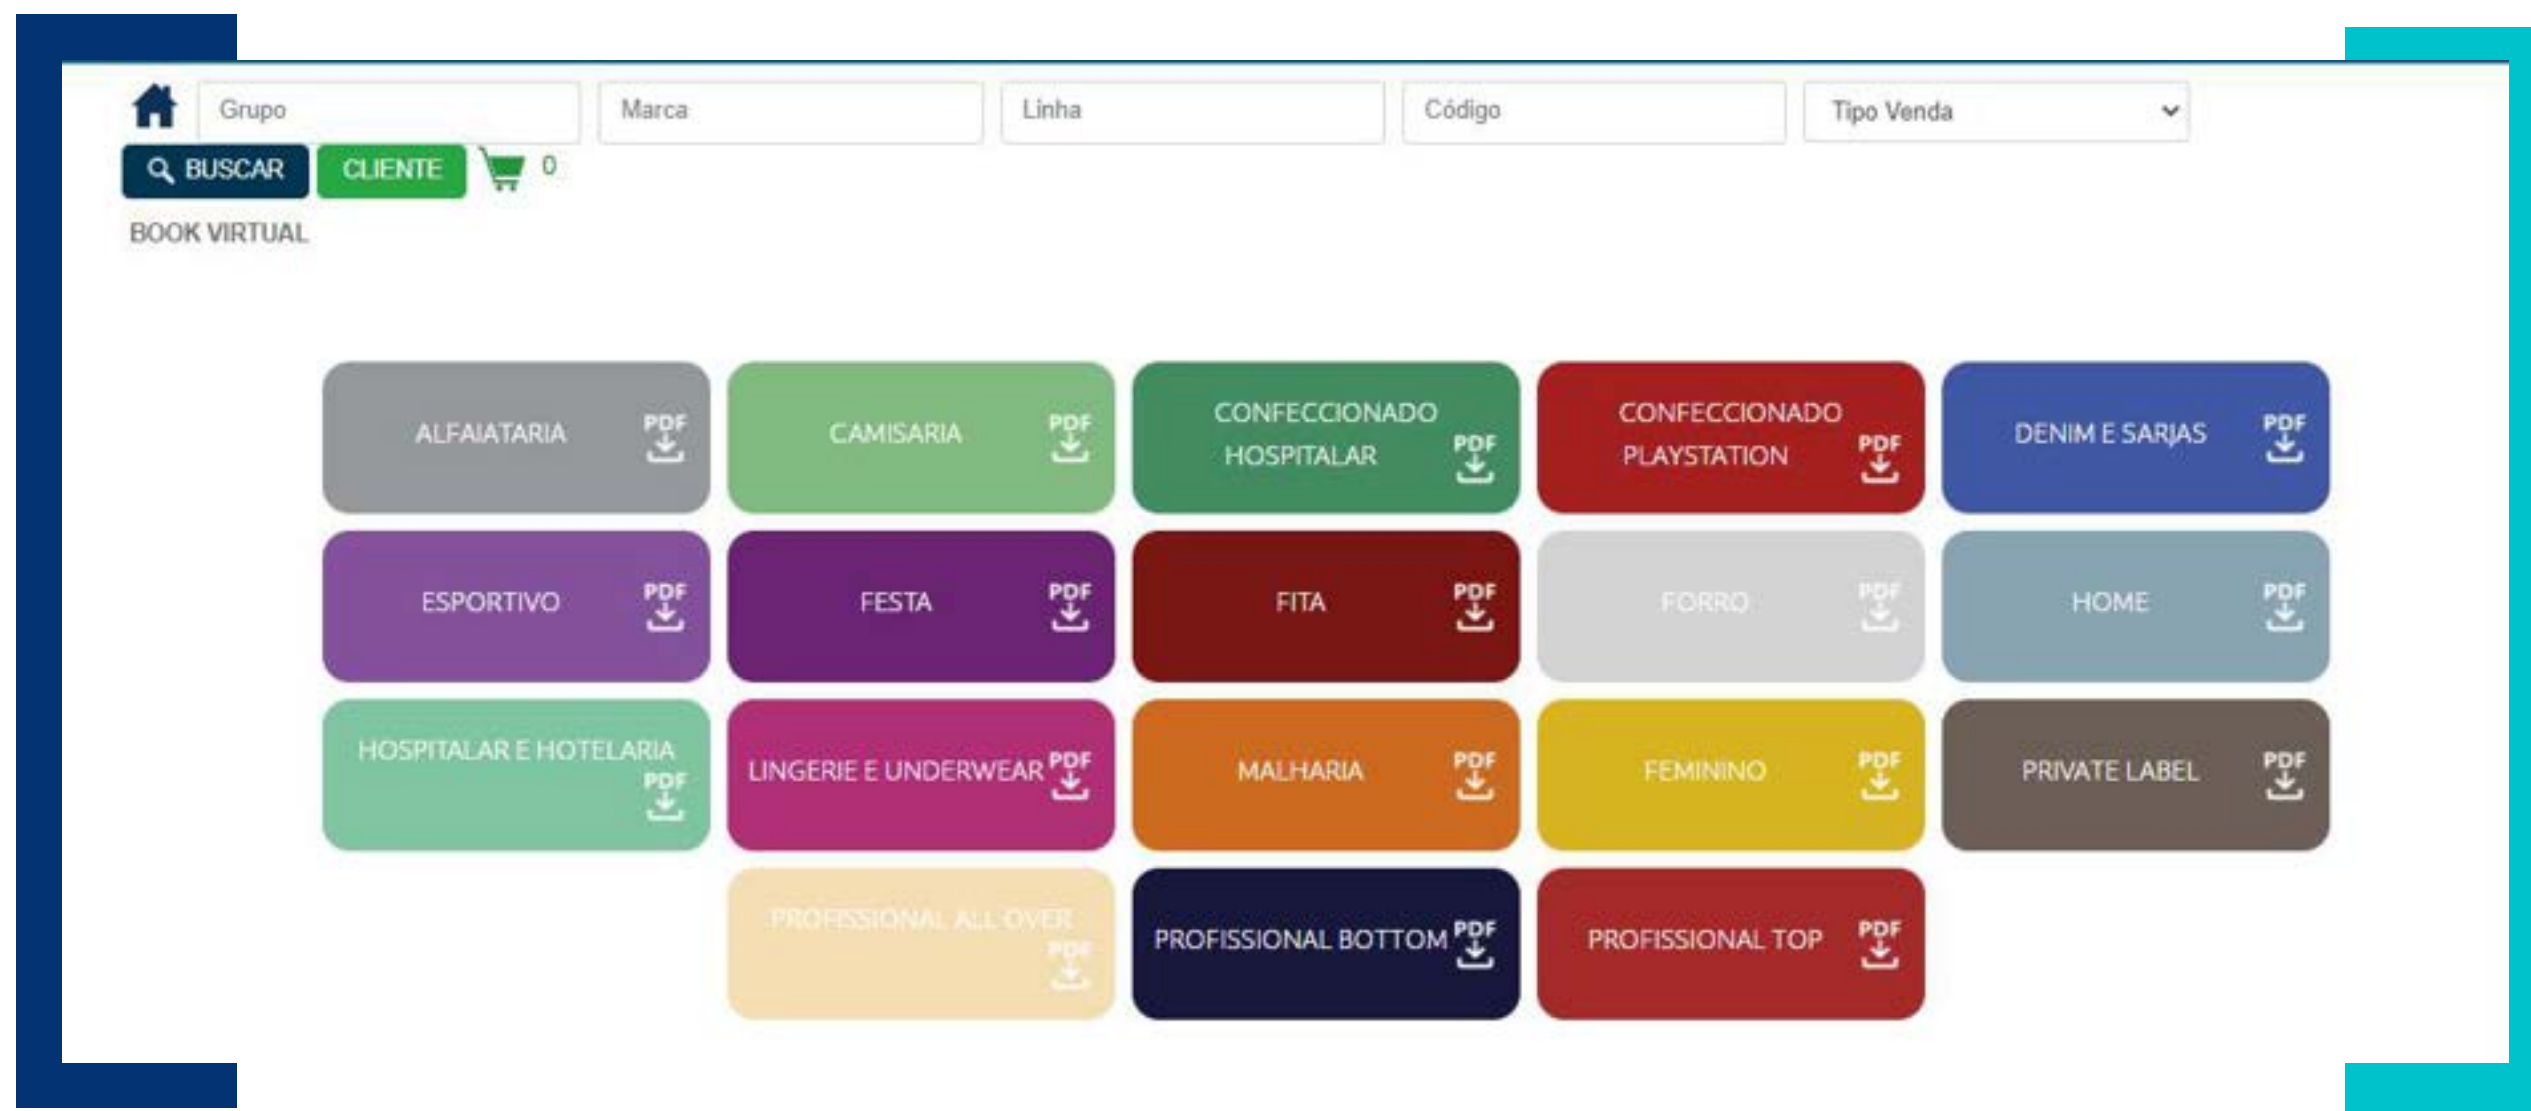 Grupo
Marca
Linha
Código
Tipo Venda
BUSCAR
CLIENTE
0
BOOK VIRTUAL
ALFAIATARIA
PDF
CAMISARIA
PDF
CONFECCIONADO
HOSPITALAR
PDF
CONFECCIONADO
PLAYSTATION
PDF
DENIM E SARJAS
PDF
ESPORTIVO
PDF
FESTA
PDF
FITA
PDF
FORRO
PDF
HOME
PDF
HOSPITALAR E HOTELARIA
PDF
LINGERIE E UNDERWEAR
PDF
MALHARIA
PDF
FEMININO
PDF
PRIVATE LABEL
PDF
PROFISSIONAL ALL OVER
PDF
PROFISSIONAL BOTTOM
PDF
PROFISSIONAL TOP
PDF